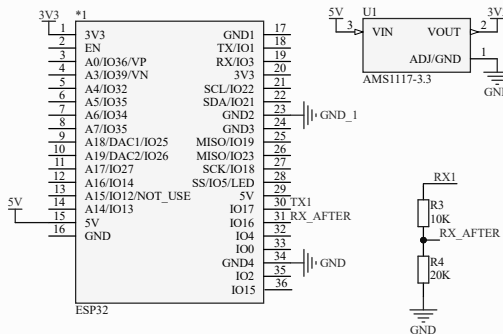 *1
3V3
1 3V3 GND1 17
2 EN TX/IO1 18
3 A0/IO36/VP RX/IO3 19
4 A3/IO39/VN 3V3 20
5 A4/IO32 SCL/IO22 21
6 A5/IO35 SDA/IO21 22
7 A6/IO34 GND2 23 GND_1
8 A7/IO35 GND3 24
9 A18/DAC1/IO25 MISO/IO19 25
10 A19/DAC2/IO26 MISO/IO23 26
11 A17/IO27 SCK/IO18 27
12 A16/IO14 SS/IO5/LED 28
13 A15/IO12/NOT_USE 5V 29
14 A14/IO13 IO17 30 TX1
5V 15 5V IO16 31 RX_AFTER
16 GND IO4 32
IO0 33
GND4 34 GND
IO2 35
IO15 36
ESP32
U1
5V 3 VIN VOUT 2 3V3
ADJ/GND 1
AMS1117-3.3
GND
RX1
R3
10K
RX_AFTER
R4
20K
GND